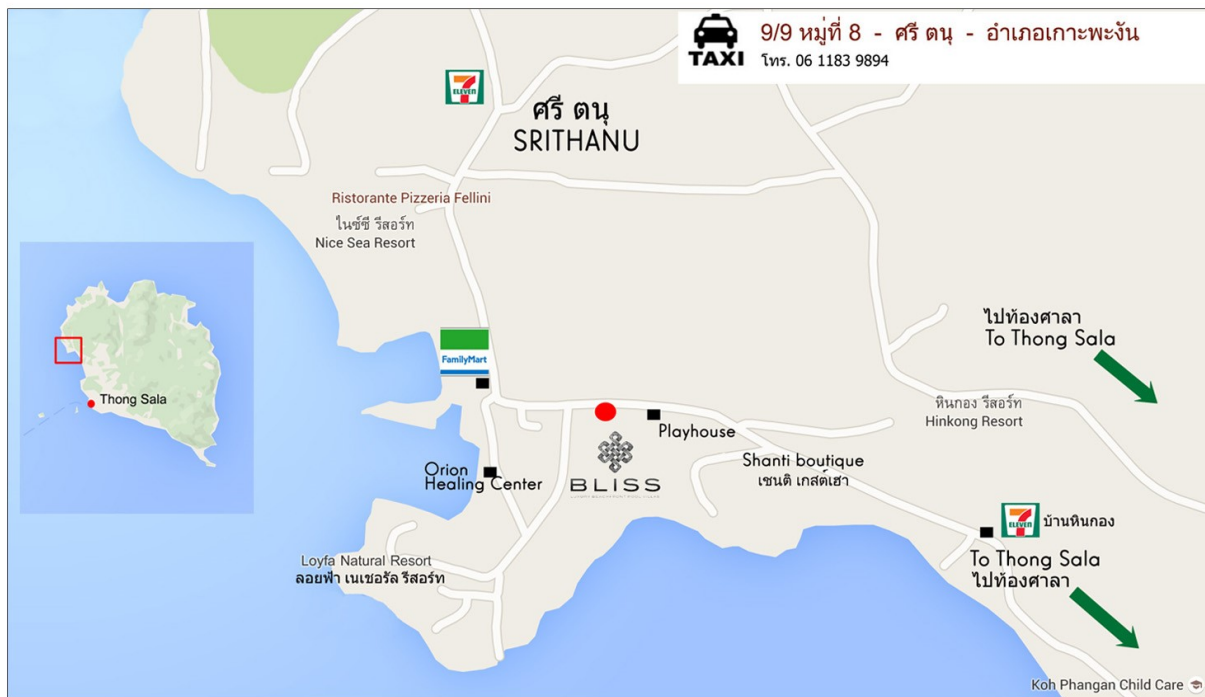 TAXI
9/9 หมู่ที่ 8 - ศรี ตนุ - อำเภอเกาะพะงัน
โทร. 06 1183 9894
7 ELEVEN
ศรี ตนุ
SRITHANU
Ristorante Pizzeria Fellini
ไนซ์ซี รีสอร์ท
Nice Sea Resort
ไปท้องศาลา
To Thong Sala
FamilyMart
Thong Sala
หินกอง รีสอร์ท
Hinkong Resort
Playhouse
Orion
Healing Center
BLISS
Shanti boutique
เชนติ เกสต์เฮา
7 ELEVEN
บ้านหินกอง
Loyfa Natural Resort
ลอยฟ้า เนเชอรัล รีสอร์ท
To Thong Sala
ไปท้องศาลา
Koh Phangan Child Care